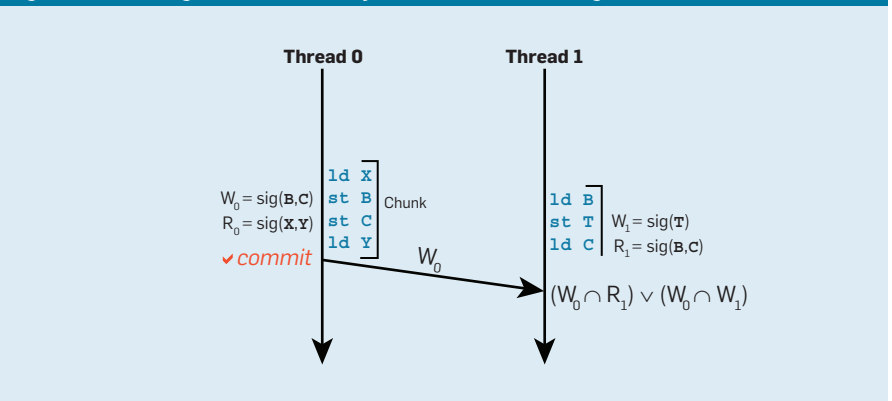 Thread 0
Thread 1
ld X
st B
st C
ld Y
Chunk
W0 = sig(B,C)
R0 = sig(X,Y)
commit
W0
ld B
st T
ld C
W1 = sig(T)
R1 = sig(B,C)
(W0 ∩ R1) ∨ (W0 ∩ W1)